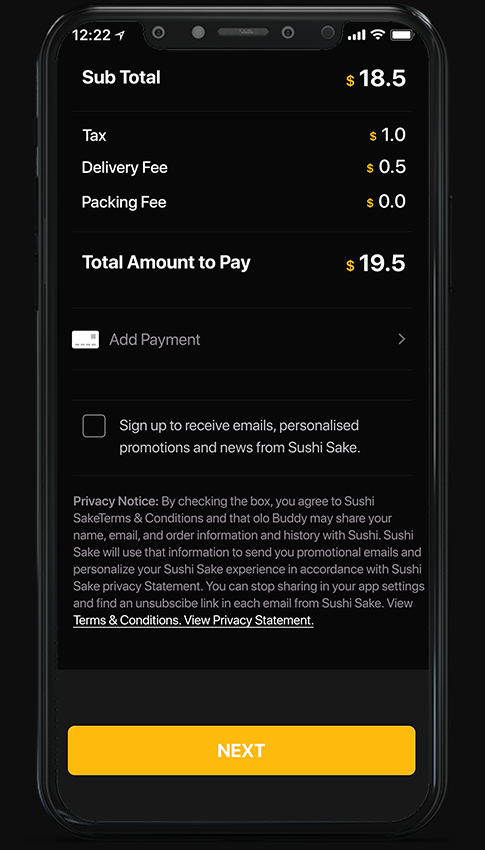 12:22
Sub Total $ 18.5
Tax $ 1.0
Delivery Fee $ 0.5
Packing Fee $ 0.0
Total Amount to Pay $ 19.5
Add Payment
Sign up to receive emails, personalised
promotions and news from Sushi Sake.
Privacy Notice: By checking the box, you agree to Sushi
SakeTerms & Conditions and that olo Buddy may share your
name, email, and order information and history with Sushi. Sushi
Sake will use that information to send you promotional emails and
personalize your Sushi Sake experience in accordance with Sushi
Sake privacy Statement. You can stop sharing in your app settings
and find an unsubscibe link in each email from Sushi Sake. View
Terms & Conditions. View Privacy Statement.
NEXT